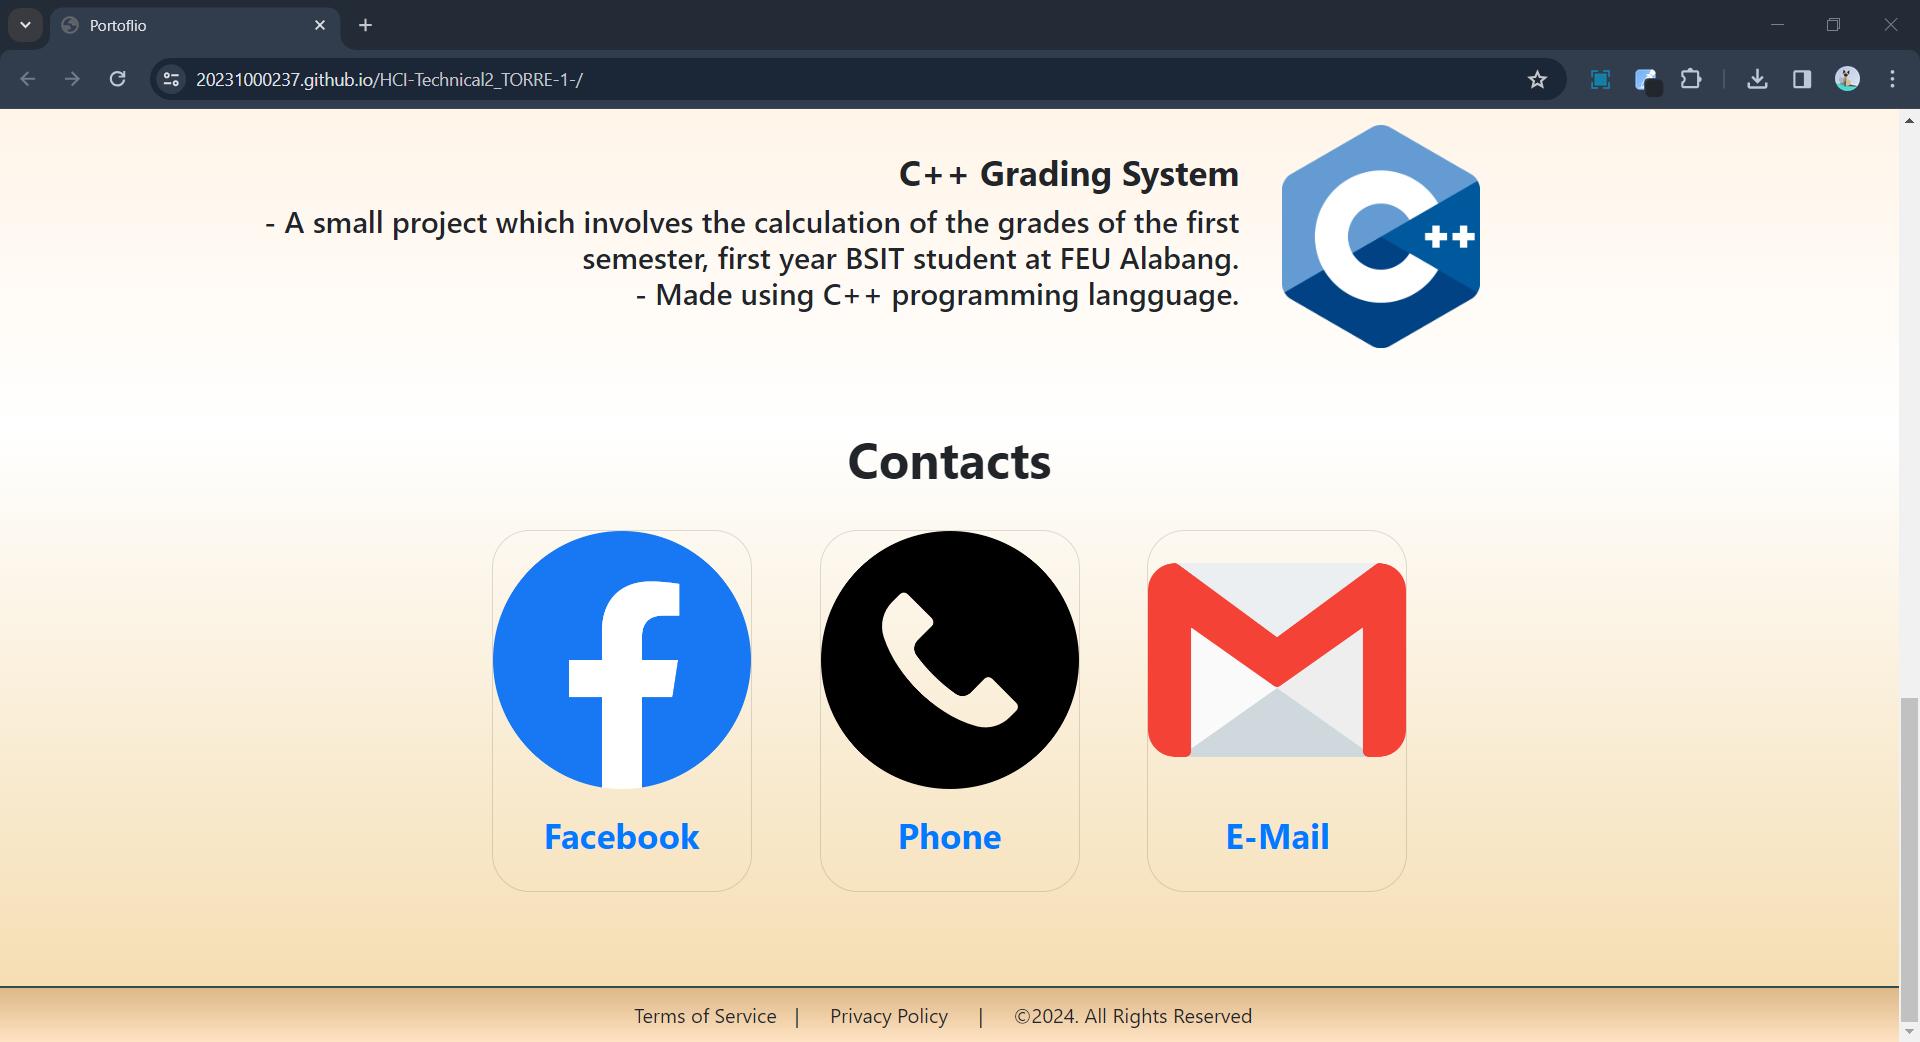 Portoflio
20231000237.github.io/HCI-Technical2_TORRE-1-/
C++ Grading System
- A small project which involves the calculation of the grades of the first
semester, first year BSIT student at FEU Alabang.
- Made using C++ programming langguage.
C++
Contacts
Facebook
Phone
E-Mail
Terms of Service | Privacy Policy | ©2024. All Rights Reserved